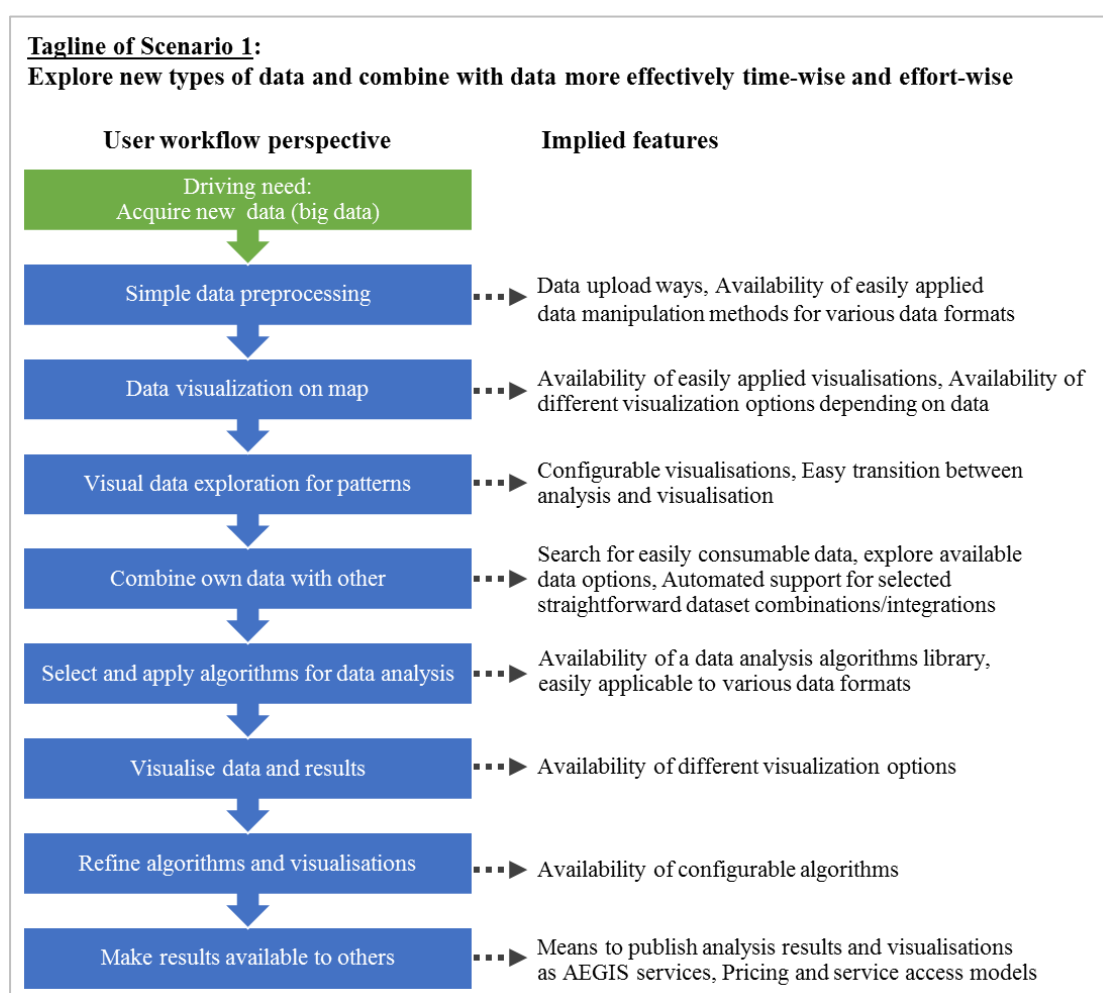 Tagline of Scenario 1:
Explore new types of data and combine with data more effectively time-wise and effort-wise
User workflow perspective
Implied features
Driving need:
Acquire new data (big data)
Simple data preprocessing
Data upload ways, Availability of easily applied
data manipulation methods for various data formats
Data visualization on map
Availability of easily applied visualisations, Availability of
different visualization options depending on data
Visual data exploration for patterns
Configurable visualisations, Easy transition between
analysis and visualisation
Combine own data with other
Search for easily consumable data, explore available
data options, Automated support for selected
straightforward dataset combinations/integrations
Select and apply algorithms for data analysis
Availability of a data analysis algorithms library,
easily applicable to various data formats
Visualise data and results
Availability of different visualization options
Refine algorithms and visualisations
Availability of configurable algorithms
Make results available to others
Means to publish analysis results and visualisations
as AEGIS services, Pricing and service access models